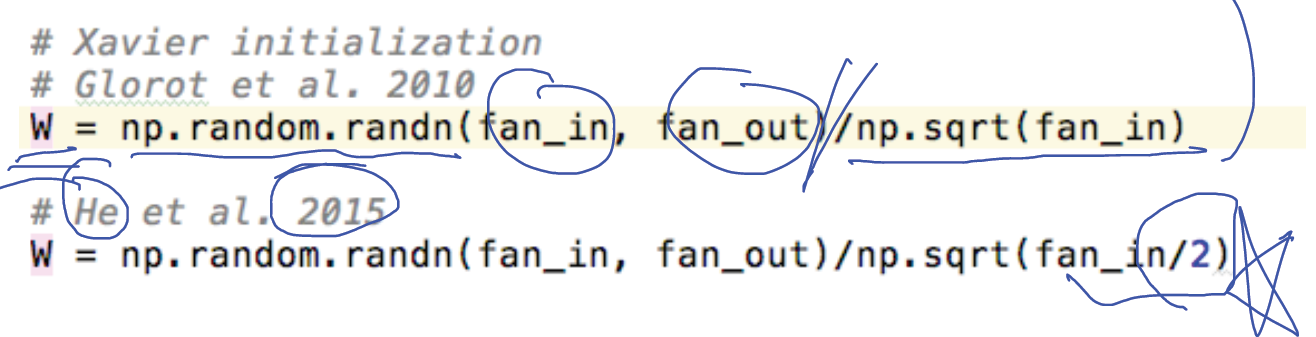 # Xavier initialization
# Glorot et al. 2010
W = np.random.randn(fan_in, fan_out)/np.sqrt(fan_in)
# He et al. 2015
W = np.random.randn(fan_in, fan_out)/np.sqrt(fan_in/2)